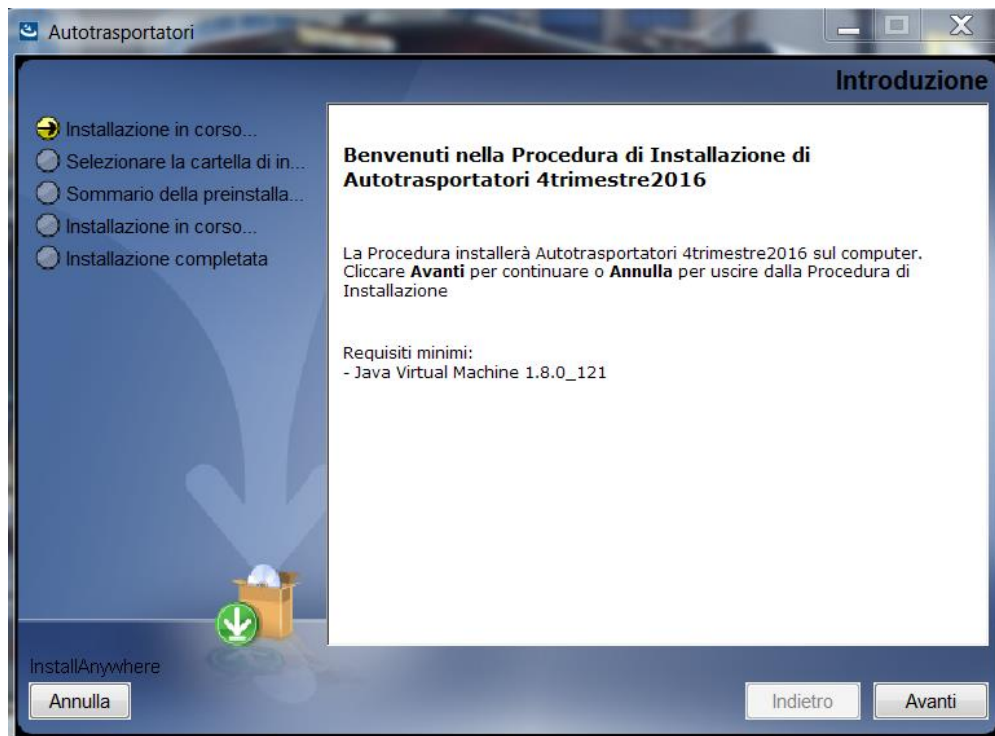 Autotrasportatori
Introduzione
Installazione in corso...
Selezionare la cartella di in...
Sommario della preinstalla...
Installazione in corso...
Installazione completata
Benvenuti nella Procedura di Installazione di
Autotrasportatori 4trimestre2016
La Procedura installerà Autotrasportatori 4trimestre2016 sul computer.
Cliccare Avanti per continuare o Annulla per uscire dalla Procedura di
Installazione
Requisiti minimi:
- Java Virtual Machine 1.8.0_121
InstallAnywhere
Annulla
Indietro
Avanti